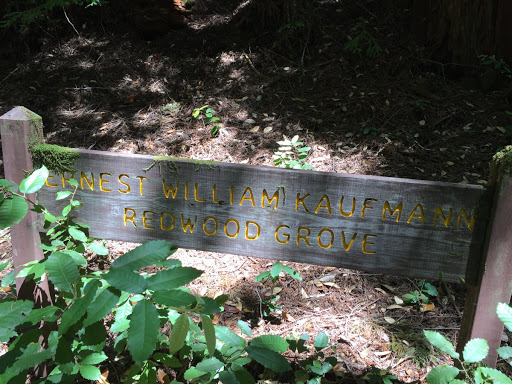 ERNEST WILLIAM KAUFMANN
REDWOOD GROVE